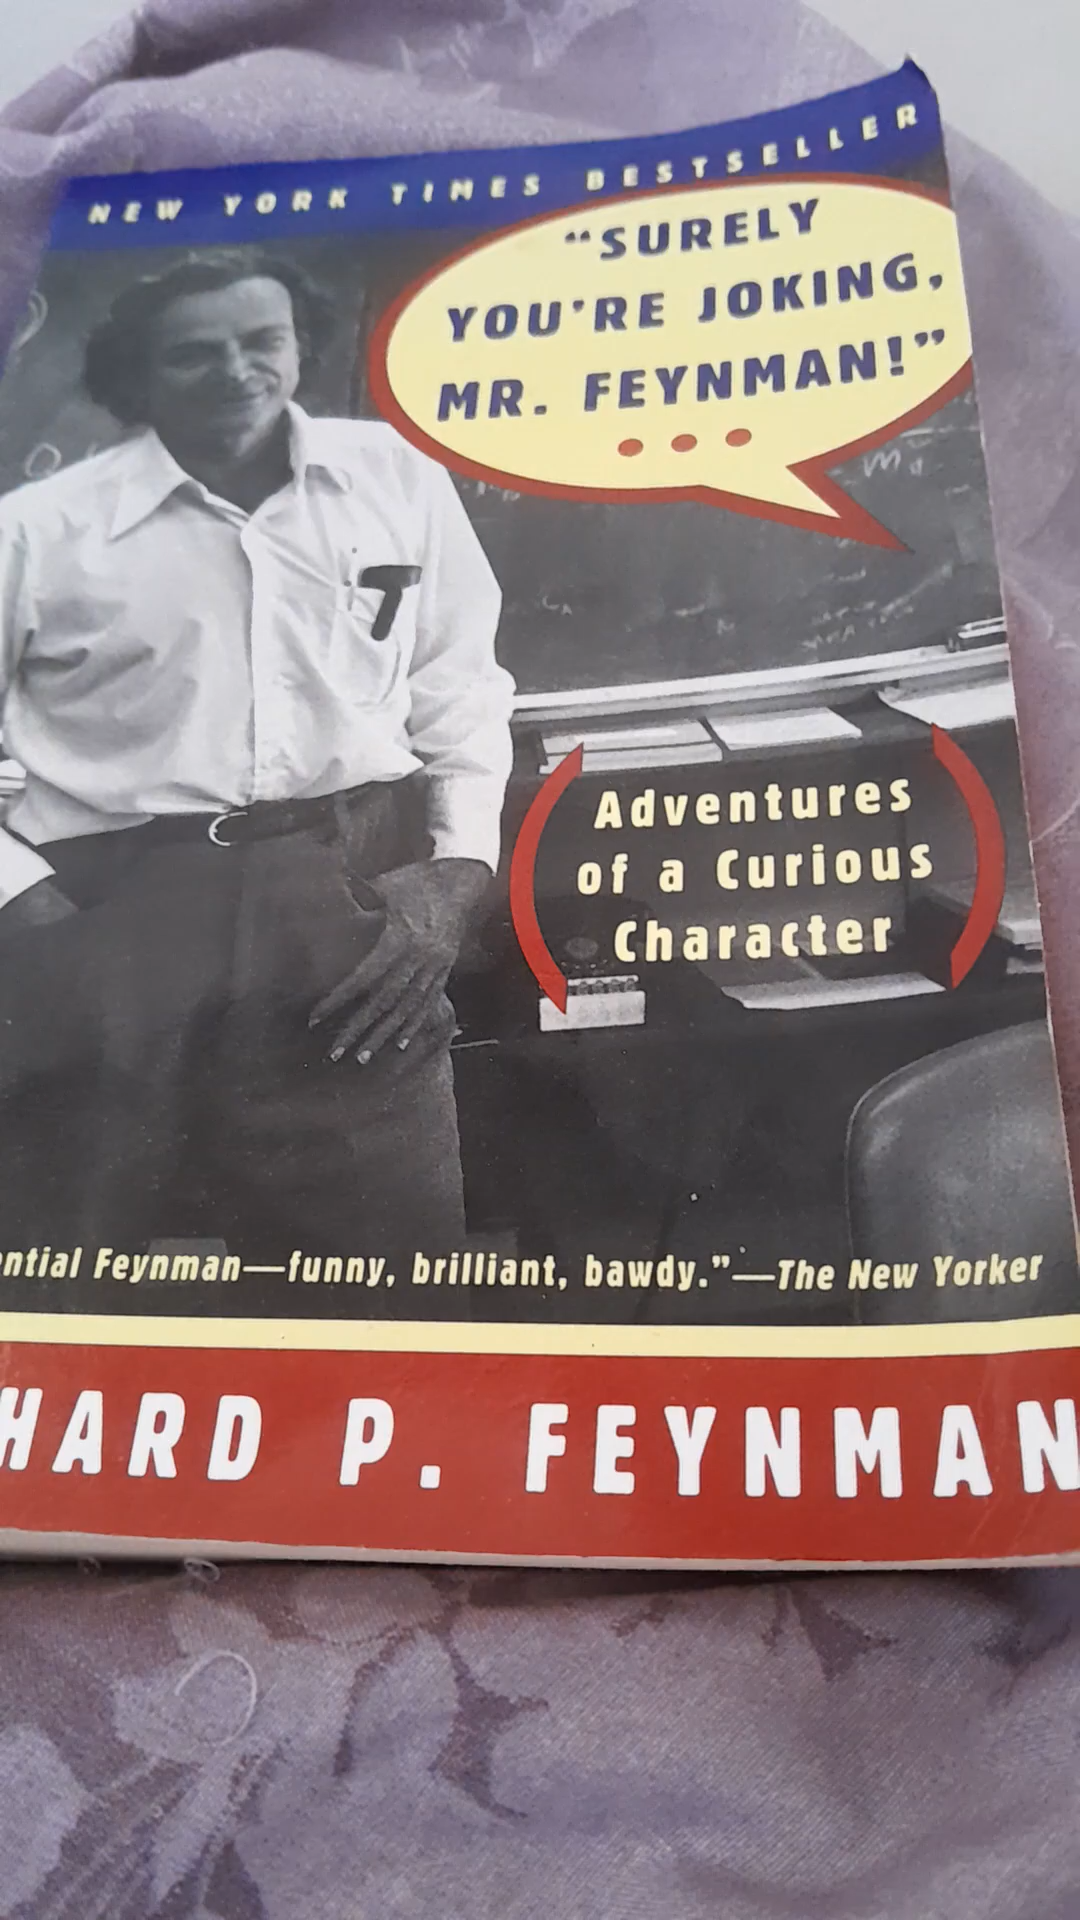 NEW YORK TIMES BESTSELLER
“SURELY
YOU'RE JOKING,
MR. FEYNMAN!”
Adventures
of a Curious
Character
ntial Feynman—funny, brilliant, bawdy.”—The New Yorker
HARD P. FEYNMAN